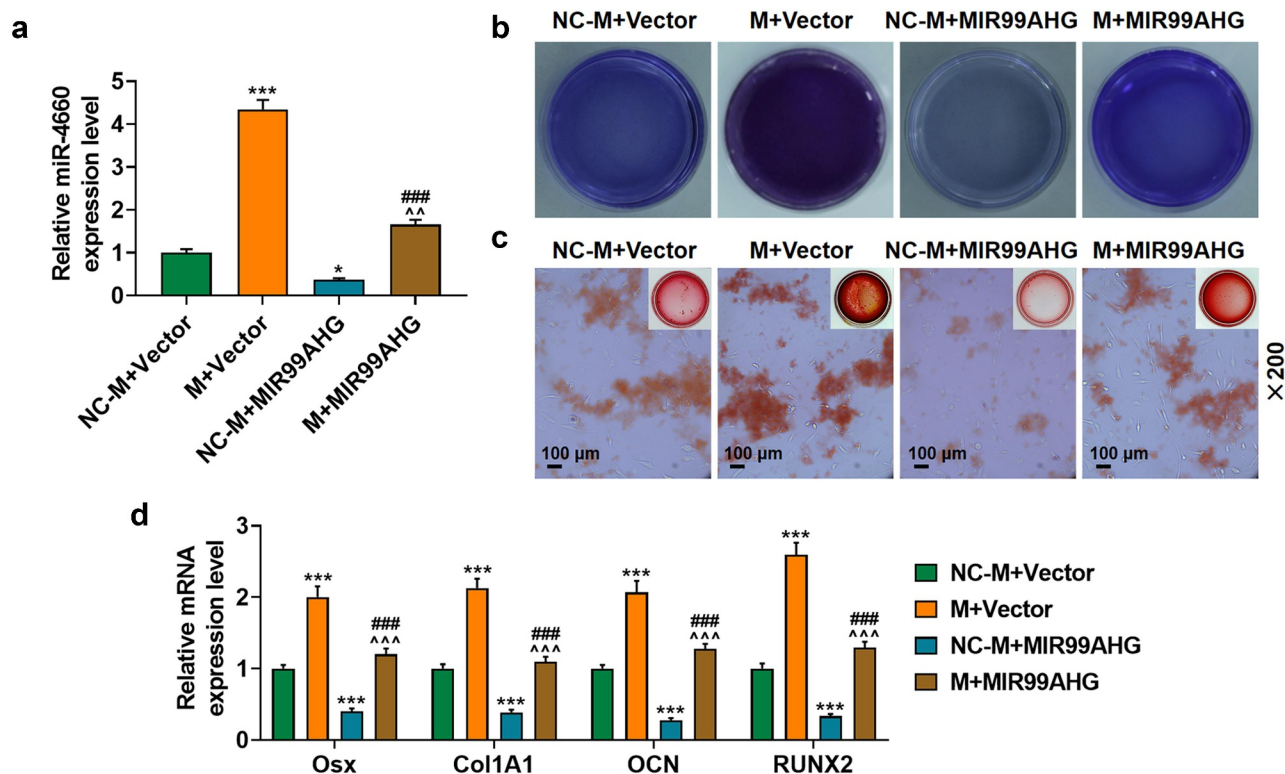 a
Relative miR-4660
expression level
5
4
3
2
1
0
***
*
###
^^
NC-M+Vector
M+Vector
NC-M+MIR99AHG
M+MIR99AHG
b
NC-M+Vector M+Vector NC-M+MIR99AHG M+MIR99AHG
c
NC-M+Vector M+Vector NC-M+MIR99AHG M+MIR99AHG
100 μm 100 μm 100 μm 100 μm
×200
d
Relative mRNA
expression level
3
2
1
0
*** *** ###
^^^
*** *** ###
^^^
*** *** ###
^^^
*** *** ###
^^^
Osx Col1A1 OCN RUNX2
NC-M+Vector
M+Vector
NC-M+MIR99AHG
M+MIR99AHG